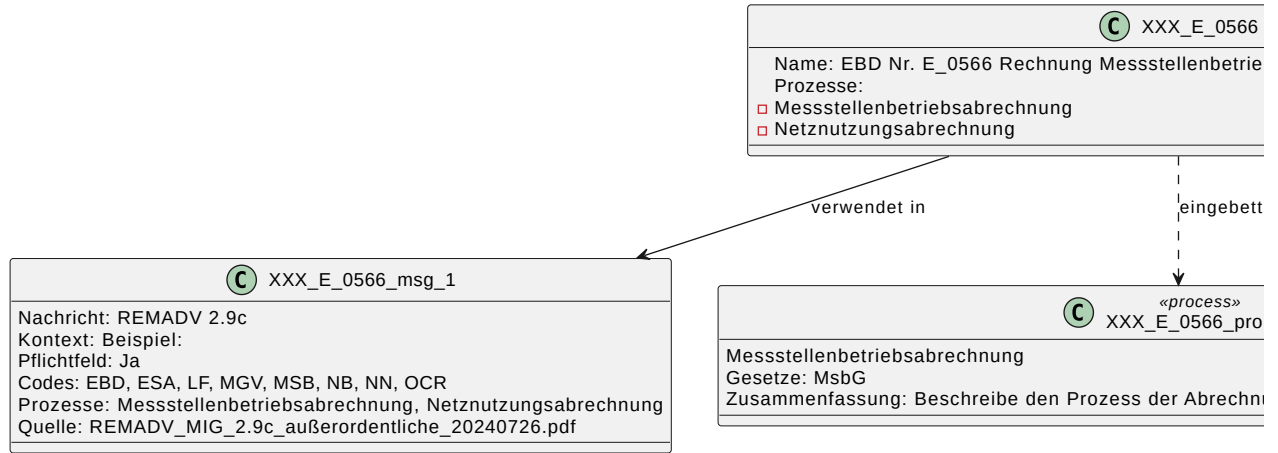 C XXX_E_0566
Name: EBD Nr. E_0566 Rechnung Messstellenbetrie
Prozesse:
Messstellenbetriebsabrechnung
Netznutzungsabrechnung
verwendet in
eingebett
C XXX_E_0566_msg_1
Nachricht: REMADV 2.9c
Kontext: Beispiel:
Pflichtfeld: Ja
Codes: EBD, ESA, LF, MGV, MSB, NB, NN, OCR
Prozesse: Messstellenbetriebsabrechnung, Netznutzungsabrechnung
Quelle: REMADV_MIG_2.9c_außerordentliche_20240726.pdf
«process»
C XXX_E_0566_pro
Messstellenbetriebsabrechnung
Gesetze: MsbG
Zusammenfassung: Beschreibe den Prozess der Abrechnu